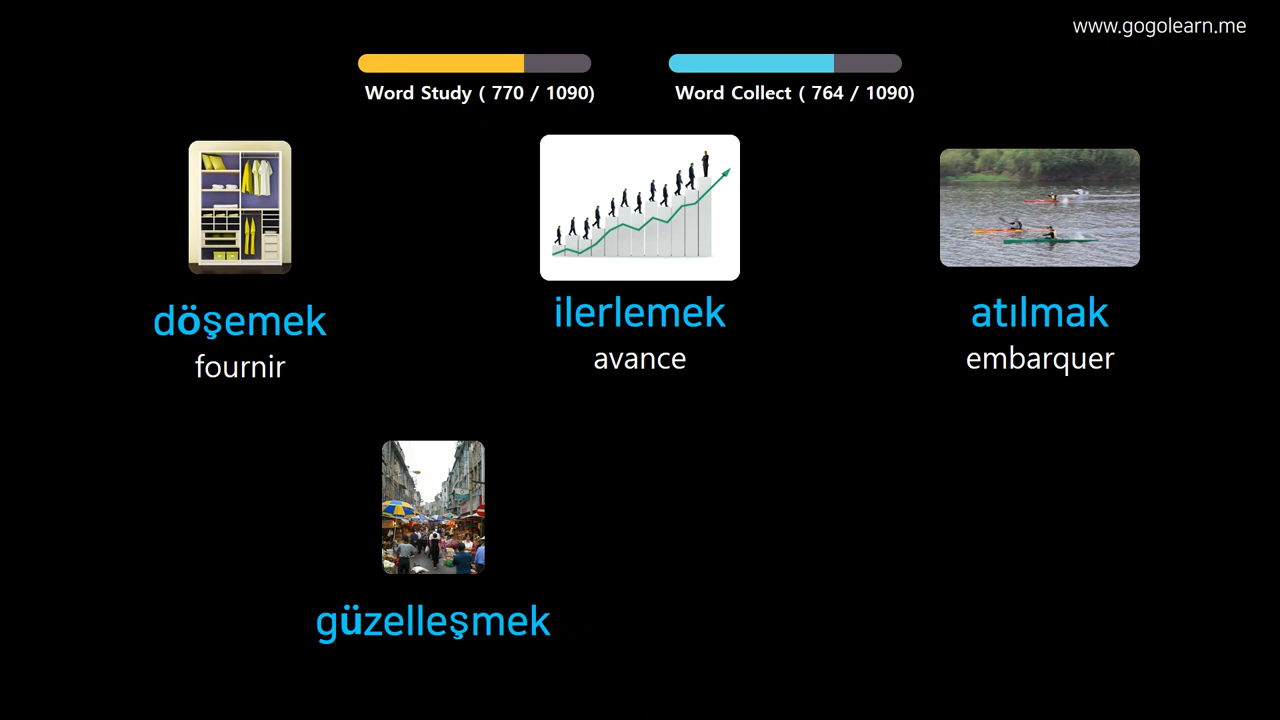 www.gogolearn.me
Word Study ( 770 / 1090)
Word Collect ( 764 / 1090)
döşemek
fournir
ilerlemek
avance
atılmak
embarquer
güzelleşmek